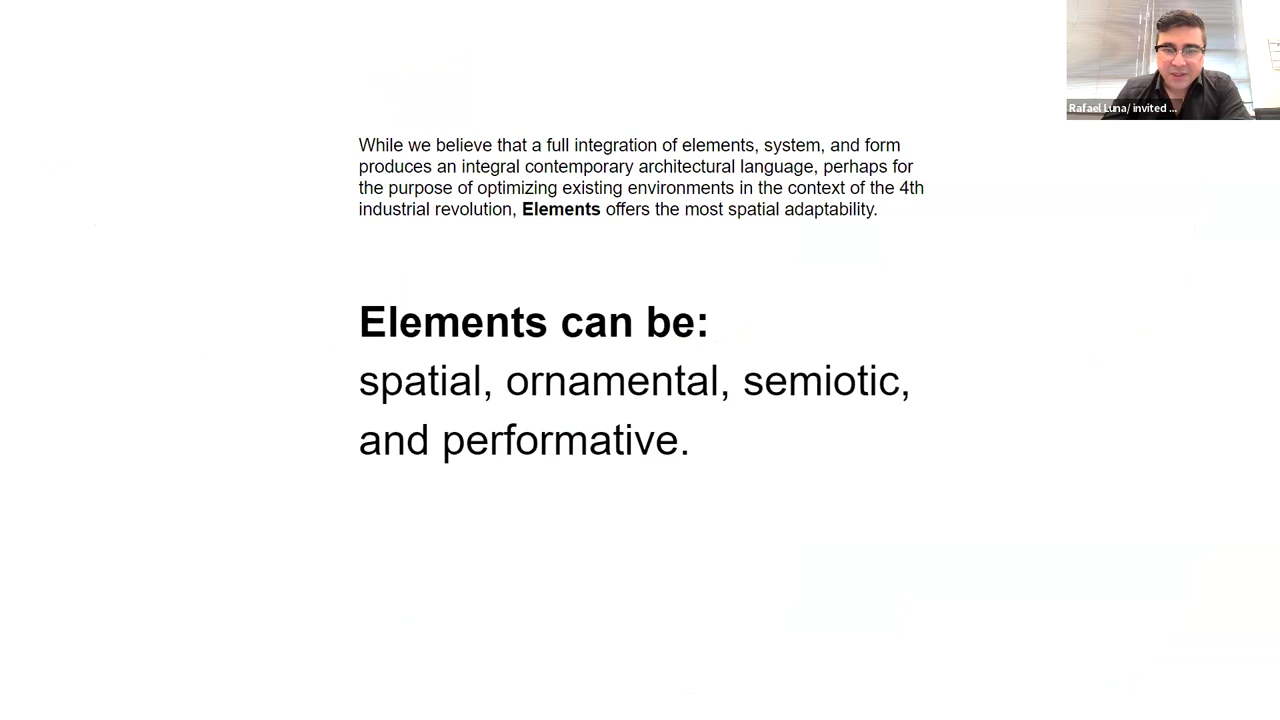 Rafael Luna/ invited ...
While we believe that a full integration of elements, system, and form
produces an integral contemporary architectural language, perhaps for
the purpose of optimizing existing environments in the context of the 4th
industrial revolution, Elements offers the most spatial adaptability.
Elements can be:
spatial, ornamental, semiotic,
and performative.